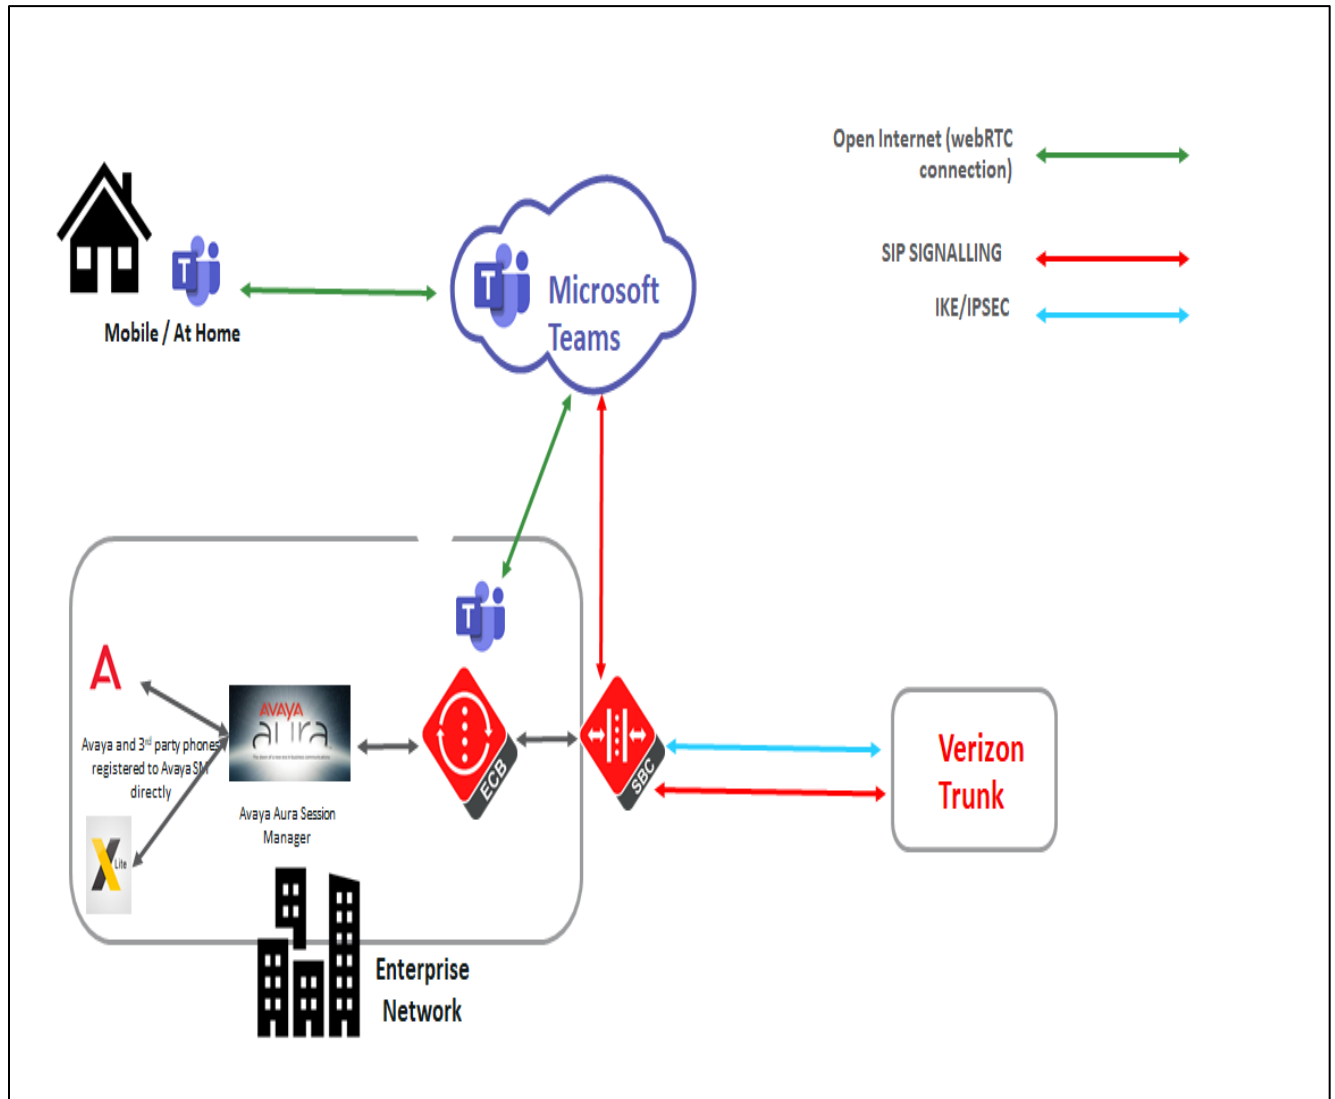 Open Internet (webRTC
connection)
SIP SIGNALLING
IKE/IPSEC
T
Mobile / At Home
T
Microsoft
Teams
T
Avaya and 3rd party phones
registered to Avaya SM
directly
AVAYA
aura
Avaya Aura Session
Manager
ECB
SBC
Verizon
Trunk
X
Lite
Enterprise
Network